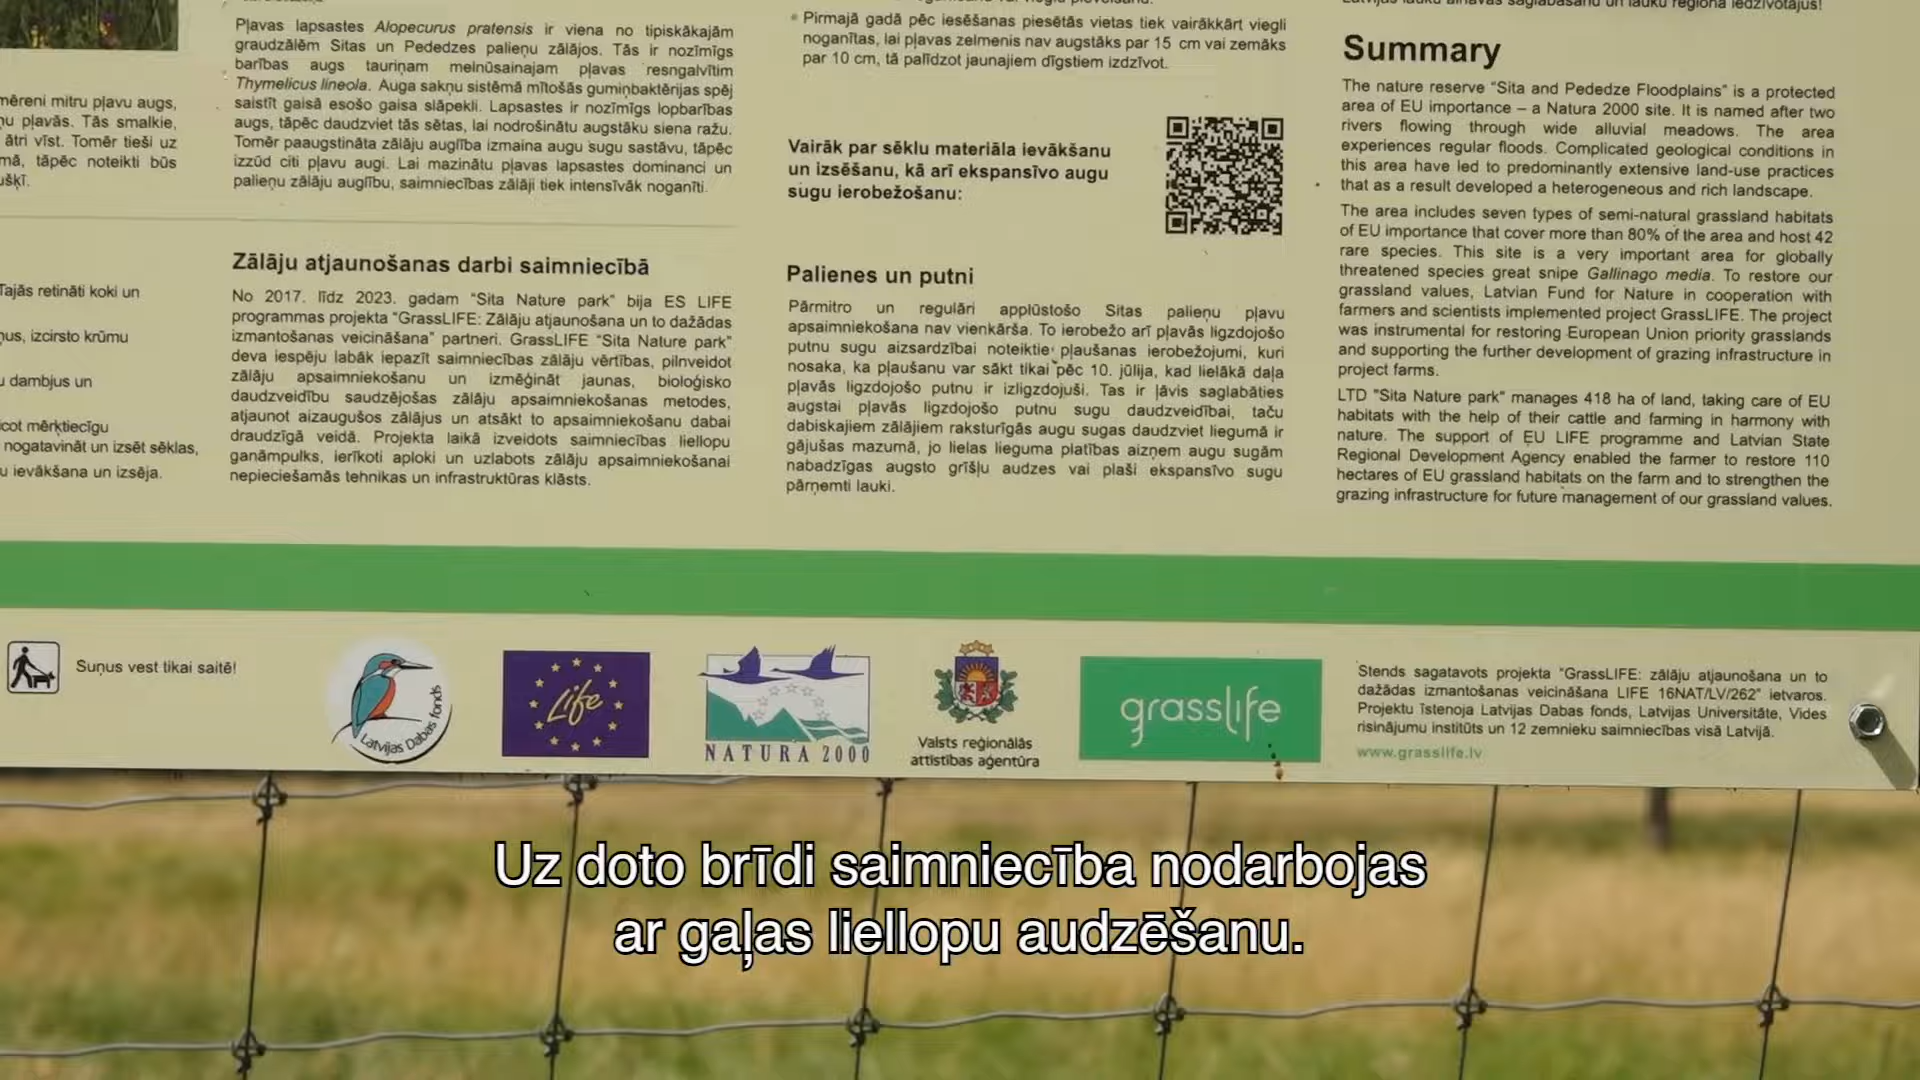 Pļavas lapsastes Alopecurus pratensis ir viena no tipiskākajām
graudzālēm Sitas un Pededzes palieņu zālājos. Tās ir nozīmīgs
barības augs tauriņam melnūsainajam pļavas resngalvītim
Thymelicus lineola. Auga sakņu sistēmā mītošās gumiņbaktērijas spēj
saistīt gaisā esošo gaisa slāpekli. Lapsastes ir nozīmīgs lopbarības
augs, tāpēc daudzviet tās sētas, lai nodrošinātu augstāku siena ražu.
Tomēr paaugstināta zālāju auglība izmaina augu sugu sastāvu, tāpēc
izzūd citi pļavu augi. Lai mazinātu pļavas lapsastes dominanci un
palieņu zālāju auglību, saimniecības zālāji tiek intensīvāk noganīti.
mitru pļavu augs,
pļavās. Tās smalkie,
ātri vīst. Tomēr tieši uz
tāpēc noteikti būs
Zālāju atjaunošanas darbi saimniecībā
No 2017. līdz 2023. gadam “Sita Nature park” bija ES LIFE
programmas projekta “GrassLIFE: Zālāju atjaunošana un to dažādas
izmantošanas veicināšana” partneri. GrassLIFE “Sita Nature park”
deva iespēju labāk iepazīt saimniecības zālāju vērtības, pilnveidot
zālāju apsaimniekošanu un izmēģināt jaunas, bioloģisko
daudzveidību saudzējošas zālāju apsaimniekošanas metodes,
atjaunot aizaugušos zālājus un atsākt to apsaimniekošanu dabai
draudzīgā veidā. Projekta laikā izveidots saimniecības liellopu
ganāmpulks, ierīkoti aploki un uzlabots zālāju apsaimniekošanai
nepieciešamās tehnikas un infrastruktūras klāsts.
Tajās retināti koki un
izcirsto krūmu
dambjus un
mērķtiecīgu
nogatavināt un izsēt sēklas,
ievākšana un izsēja.
• Pirmajā gadā pēc iesēšanas piesētās vietas tiek vairākkārt viegli
noganītas, lai pļavas zelmenis nav augstāks par 15 cm vai zemāks
par 10 cm, tā palīdzot jaunajiem dīgstiem izdzīvot.
Vairāk par sēklu materiāla ievākšanu
un izsēšanu, kā arī ekspansīvo augu
sugu ierobežošanu:
Palienes un putni
Pārmitro un regulāri applūstošo Sitas palieņu pļavu
apsaimniekošana nav vienkārša. To ierobežo arī pļavās ligzdojošo
putnu sugu aizsardzībai noteiktie pļaušanas ierobežojumi, kuri
nosaka, ka pļaušanu var sākt tikai pēc 10. jūlija, kad lielākā daļa
pļavās ligzdojošo putnu ir izligzdojuši. Tas ir ļāvis saglabāties
augstai pļavās ligzdojošo putnu sugu daudzveidībai, taču
dabiskajiem zālājiem raksturīgās augu sugas daudzviet liegumā ir
gājušas mazumā, jo lielas lieguma platības aizņem augu sugām
nabadzīgas augsto grīšļu audzes vai plaši ekspansīvo sugu
pārņemti lauki.
Latvijas lauku ainavas saglabāšanu un lauku reģiona iedzīvotājus!
Summary
The nature reserve “Sita and Pededze Floodplains” is a protected
area of EU importance – a Natura 2000 site. It is named after two
rivers flowing through wide alluvial meadows. The area
experiences regular floods. Complicated geological conditions in
this area have led to predominantly extensive land-use practices
that as a result developed a heterogeneous and rich landscape.
The area includes seven types of semi-natural grassland habitats
of EU importance that cover more than 80% of the area and host 42
rare species. This site is a very important area for globally
threatened species great snipe Gallinago media. To restore our
grassland values, Latvian Fund for Nature in cooperation with
farmers and scientists implemented project GrassLIFE. The project
was instrumental for restoring European Union priority grasslands
and supporting the further development of grazing infrastructure in
project farms.
LTD "Sita Nature park" manages 418 ha of land, taking care of EU
habitats with the help of their cattle and farming in harmony with
nature. The support of EU LIFE programme and Latvian State
Regional Development Agency enabled the farmer to restore 110
hectares of EU grassland habitats on the farm and to strengthen the
grazing infrastructure for future management of our grassland values.
Suņus vest tikai saitē!
Latvijas Dabas fonds
Life
NATURA 2000
Valsts reģionālās
attīstības aģentūra
grasslife
Stends sagatavots projekta “GrassLIFE: zālāju atjaunošana un to
dažādas izmantošanas veicināšana LIFE 16NAT/LV/262” ietvaros.
Projektu īstenoja Latvijas Dabas fonds, Latvijas Universitāte, Vides
risinājumu institūts un 12 zemnieku saimniecības visā Latvijā.
www.grasslife.lv
Uz doto brīdi saimniecība nodarbojas
ar gaļas liellopu audzēšanu.